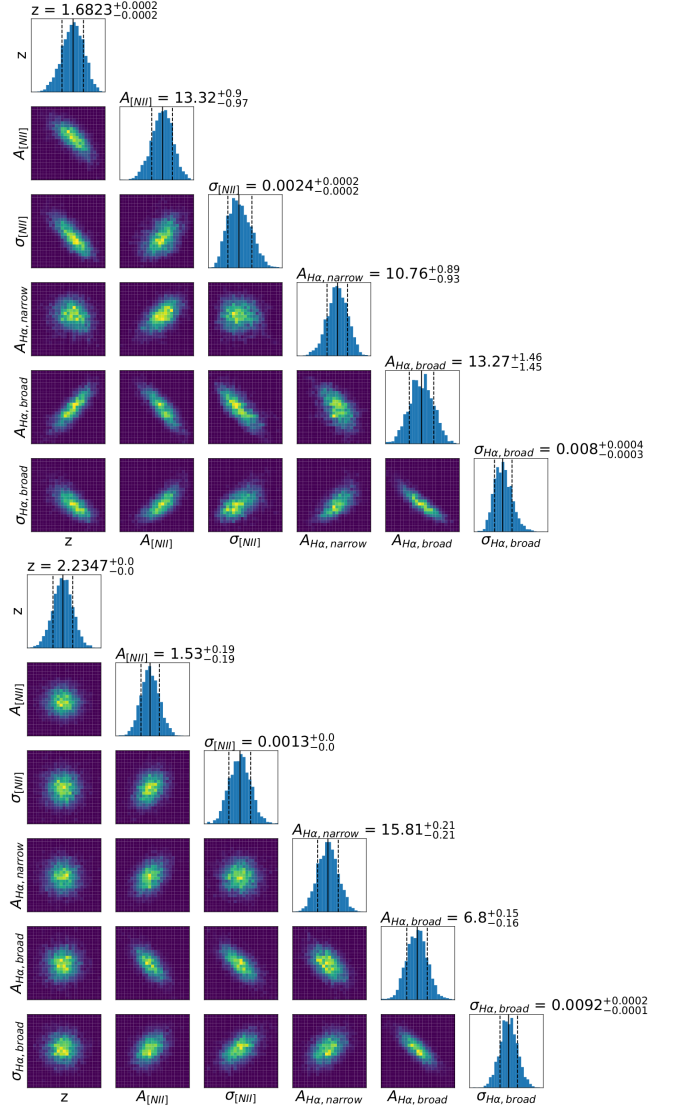 z = 1.6823+0.0002 −0.0002
z
A[NII] = 13.32+0.9 −0.97
A[NII]
σ[NII] = 0.0024+0.0002 −0.0002
σ[NII]
AHα, narrow = 10.76+0.89 −0.93
AHα, narrow
AHα, broad = 13.27+1.46 −1.45
AHα, broad
σHα, broad = 0.008+0.0004 −0.0003
σHα, broad
z A[NII] σ[NII] AHα, narrow AHα, broad σHα, broad
z = 2.2347+0.0 −0.0
z
A[NII] = 1.53+0.19 −0.19
A[NII]
σ[NII] = 0.0013+0.0 −0.0
σ[NII]
AHα, narrow = 15.81+0.21 −0.21
AHα, narrow
AHα, broad = 6.8+0.15 −0.16
AHα, broad
σHα, broad = 0.0092+0.0002 −0.0001
σHα, broad
z A[NII] σ[NII] AHα, narrow AHα, broad σHα, broad